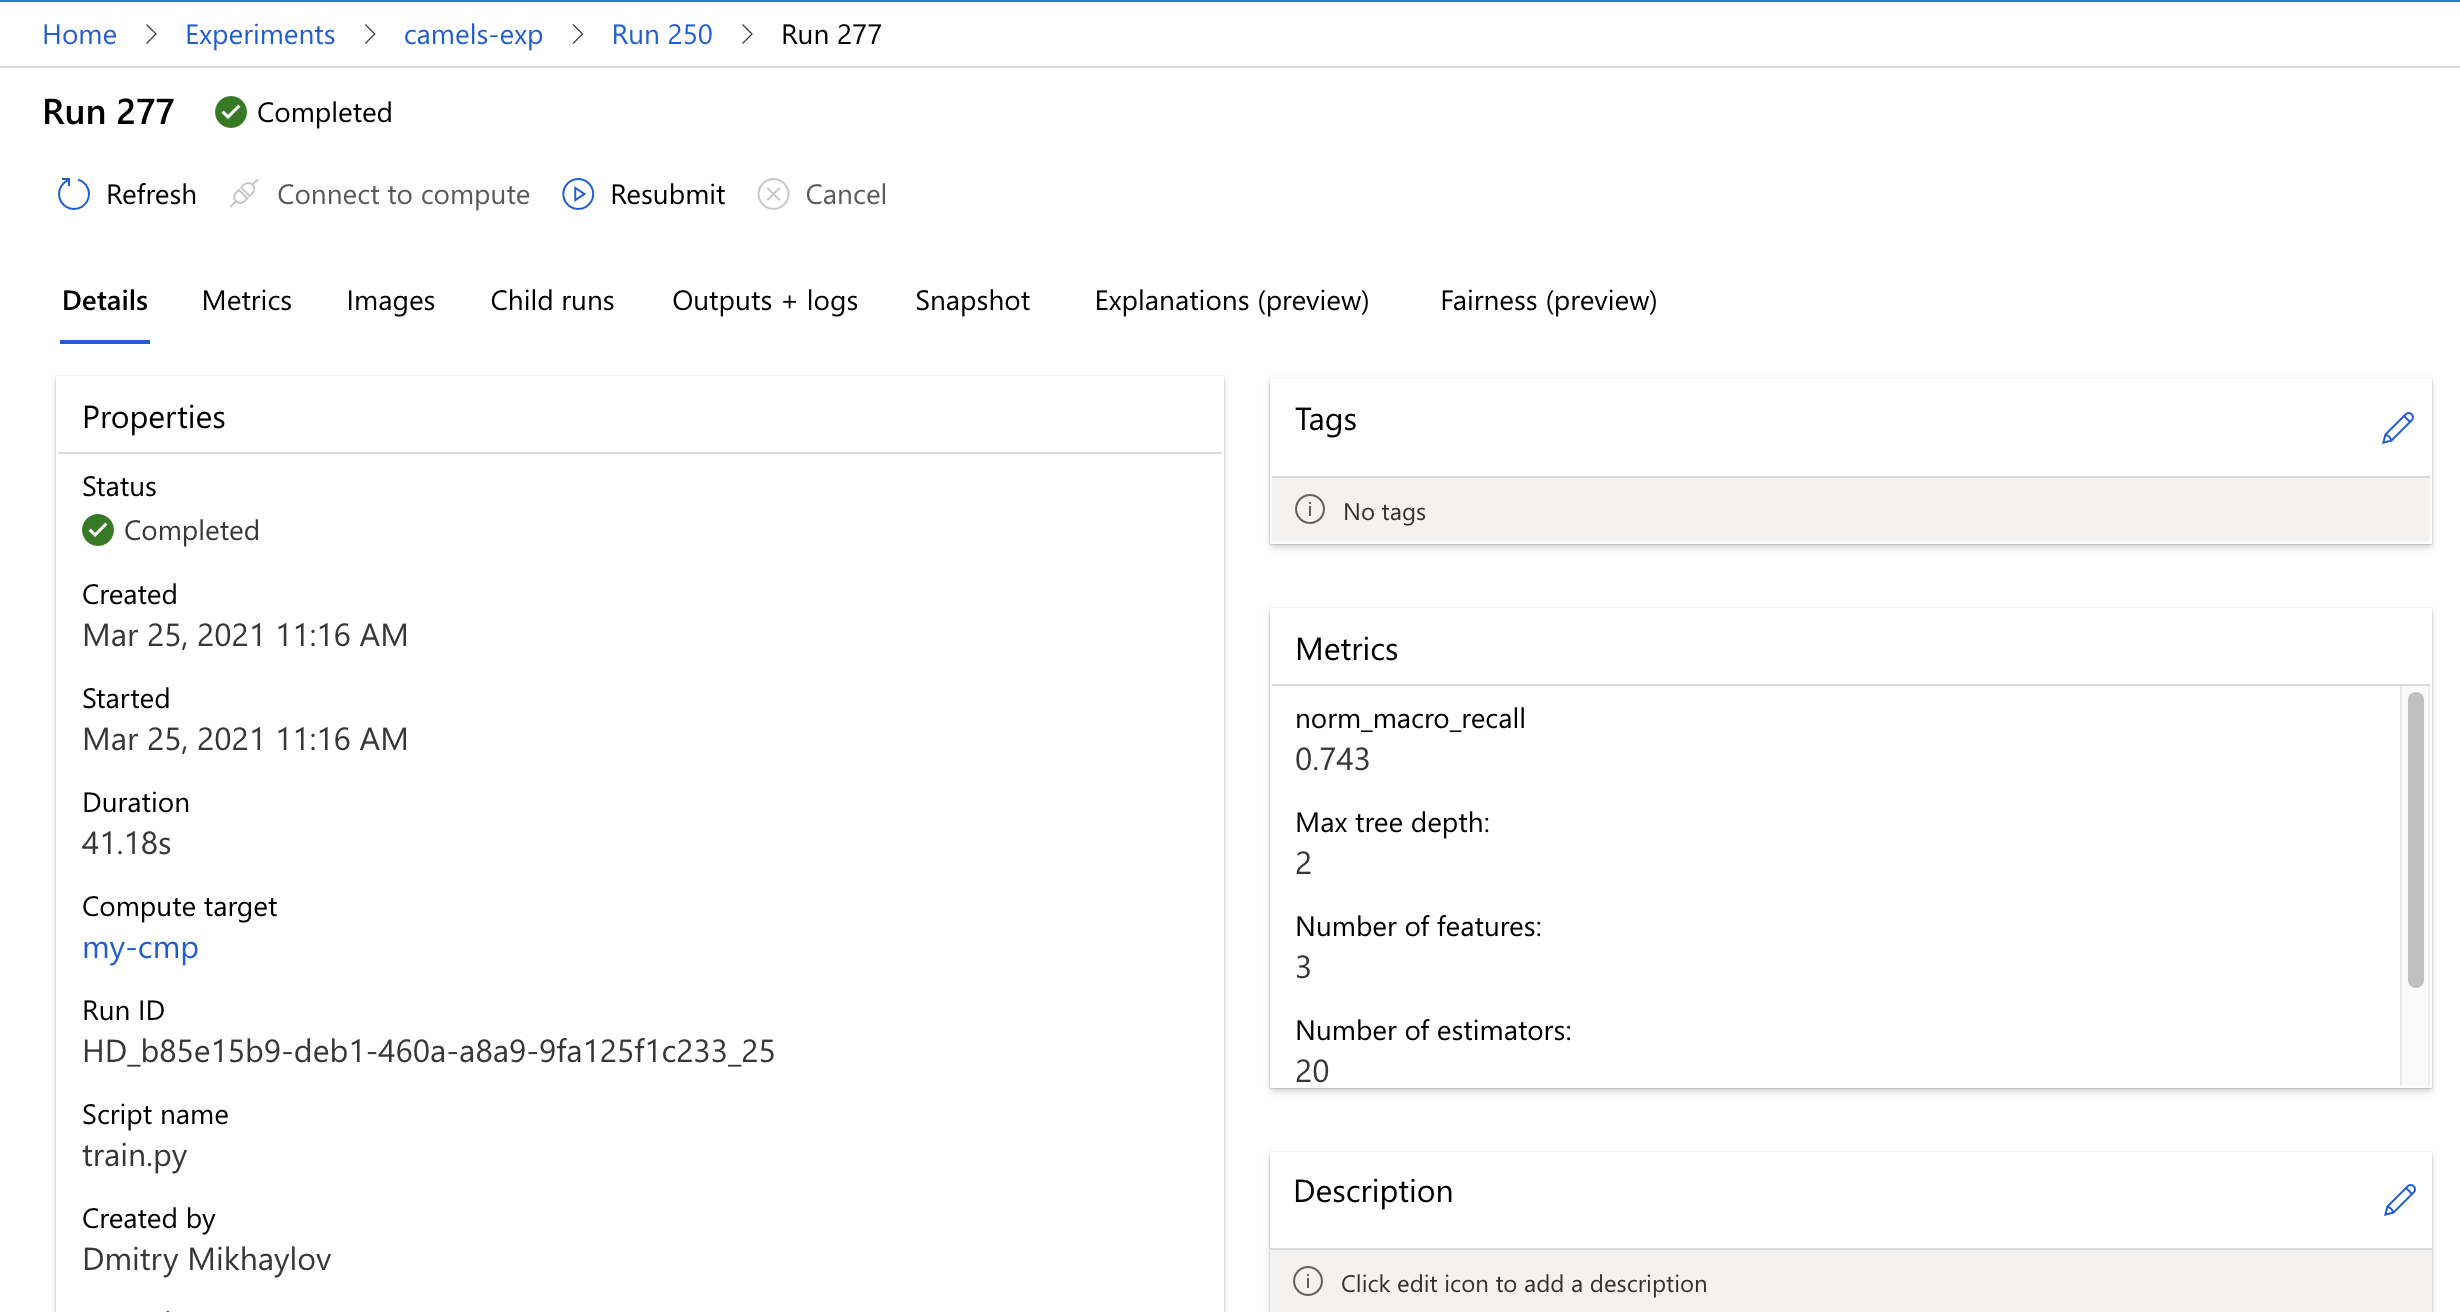 Home > Experiments > camels-exp > Run 250 > Run 277
Run 277 Completed
Refresh Connect to compute Resubmit Cancel
Details Metrics Images Child runs Outputs + logs Snapshot Explanations (preview) Fairness (preview)
Properties
Status
Completed
Created
Mar 25, 2021 11:16 AM
Started
Mar 25, 2021 11:16 AM
Duration
41.18s
Compute target
my-cmp
Run ID
HD_b85e15b9-deb1-460a-a8a9-9fa125f1c233_25
Script name
train.py
Created by
Dmitry Mikhaylov
Tags
No tags
Metrics
norm_macro_recall
0.743
Max tree depth:
2
Number of features:
3
Number of estimators:
20
Description
Click edit icon to add a description